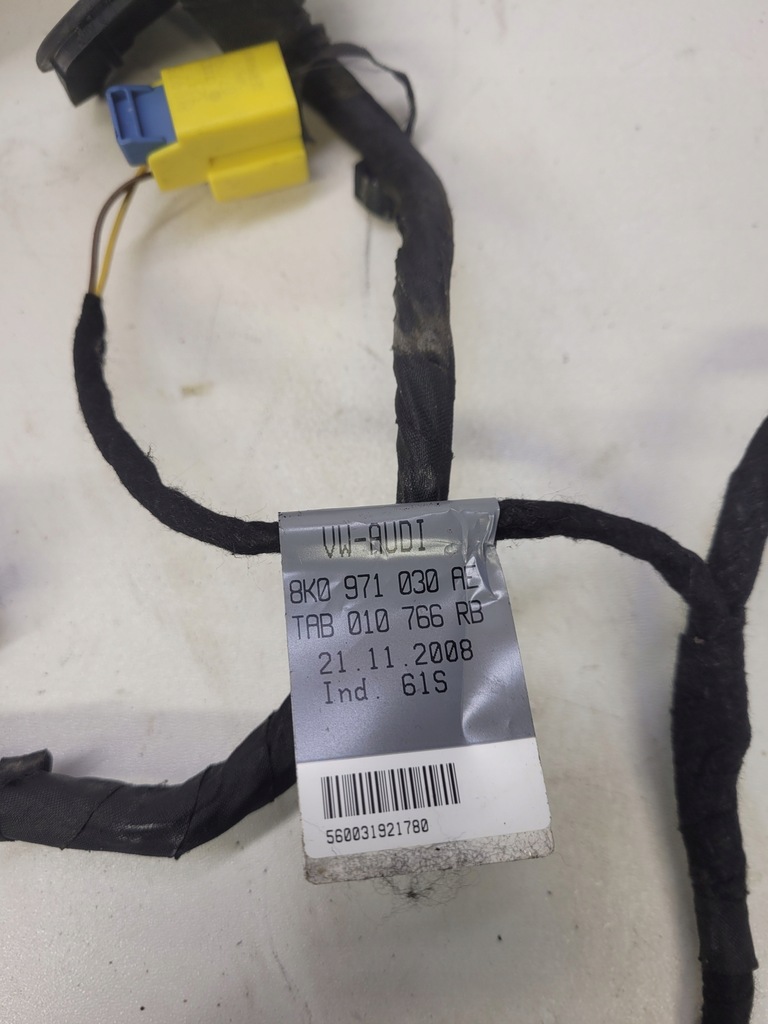 VW-AUDI
8K0 971 030 AE
TAB 010 766 RB
21.11.2008
Ind. 61S
560031921780